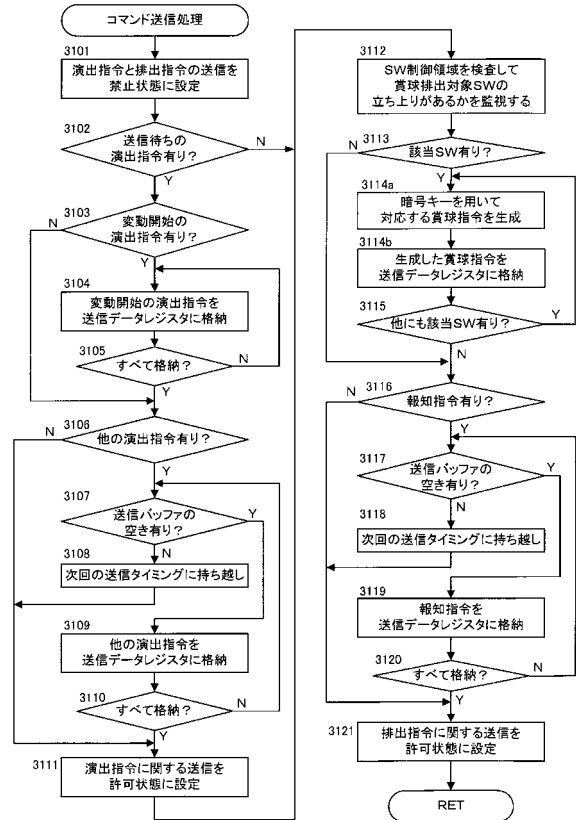 コマンド送信処理
3101
演出指令と排出指令の送信を
禁止状態に設定
3102
送信待ちの
演出指令有り?
N
Y
3103
変動開始の
演出指令有り?
N
Y
3104
変動開始の演出指令を
送信データレジスタに格納
3105
すべて格納?
N
Y
3106
他の演出指令有り?
N
Y
3107
送信バッファの
空き有り?
Y
N
3108
次回の送信タイミングに持ち越し
3109
他の演出指令を
送信データレジスタに格納
3110
すべて格納?
N
Y
3111
演出指令に関する送信を
許可状態に設定
3112
SW制御領域を検査して
賞球排出対象SWの
立ち上りがあるかを監視する
3113
該当SW有り?
N
Y
3114a
暗号キーを用いて
対応する賞球指令を生成
3114b
生成した賞球指令を
送信データレジスタに格納
3115
他にも該当SW有り?
Y
N
3116
報知指令有り?
N
Y
3117
送信バッファの
空き有り?
Y
N
3118
次回の送信タイミングに持ち越し
3119
報知指令を
送信データレジスタに格納
3120
すべて格納?
N
Y
3121
排出指令に関する送信を
許可状態に設定
RET